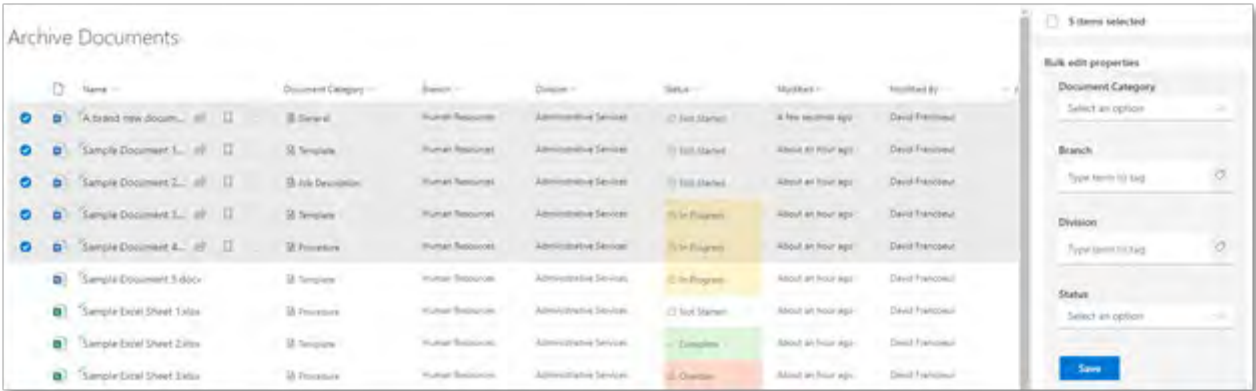 Archive Documents
5 items selected
Bulk edit properties
Name Document Category Branch Division Status Modified Modified By
A brand new docum... General Human Resources Administrative Services Not Started A few seconds ago David Francoeur
Sample Document 1... Template Human Resources Administrative Services Not Started About an hour ago David Francoeur
Sample Document 2... Job Description Human Resources Administrative Services Not Started About an hour ago David Francoeur
Sample Document 3... Template Human Resources Administrative Services In Progress About an hour ago David Francoeur
Sample Document 4... Procedure Human Resources Administrative Services In Progress About an hour ago David Francoeur
Sample Document 5.docx Template Human Resources Administrative Services In Progress About an hour ago David Francoeur
Sample Excel Sheet 1.xlsx Procedure Human Resources Administrative Services Not Started About an hour ago David Francoeur
Sample Excel Sheet 2.xlsx Template Human Resources Administrative Services Complete About an hour ago David Francoeur
Sample Excel Sheet 3.xlsx Procedure Human Resources Administrative Services About an hour ago David Francoeur
Document Category
Select an option
Branch
Type term to tag
Division
Type term to tag
Status
Select an option
Save